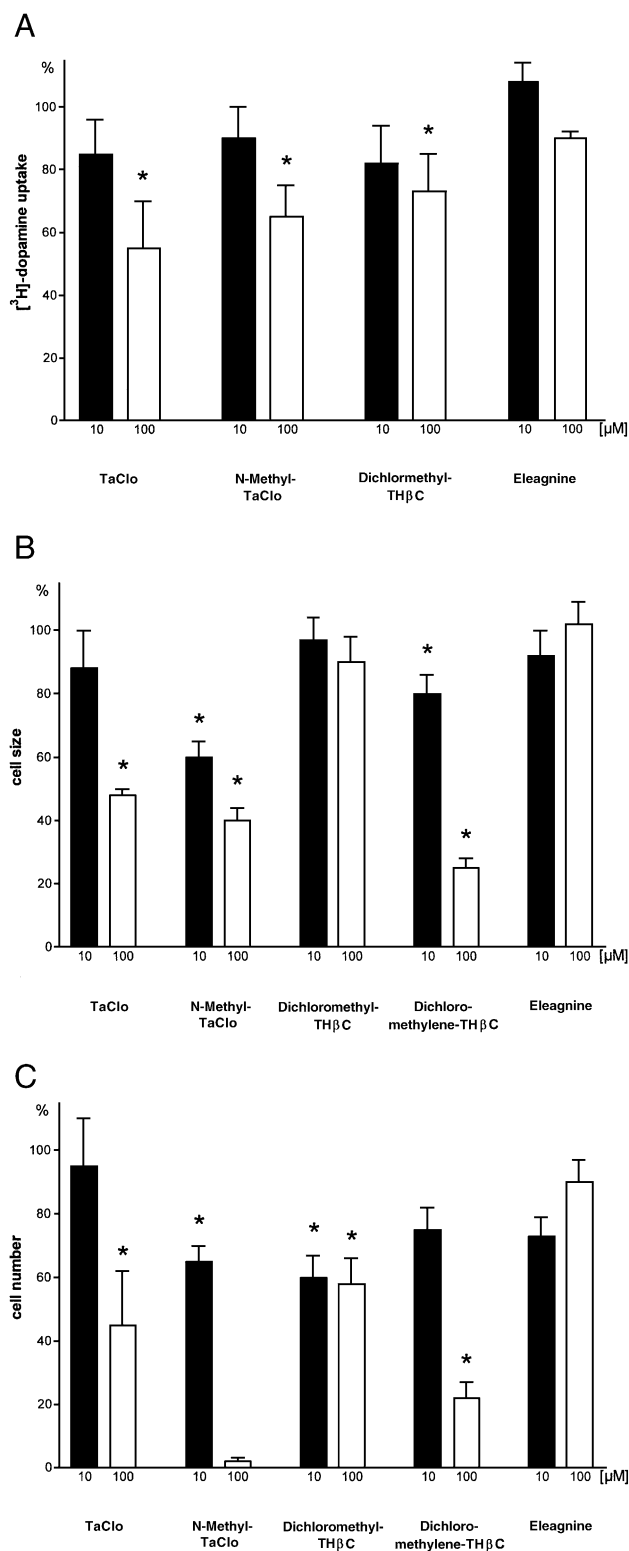 A
%
100
80
60
40
20
0
[³H]-dopamine uptake
* * *
10 100 10 100 10 100 10 100 [µM]
TaClo N-Methyl- Dichlormethyl- Eleagnine
TaClo THβC
B
%
100
80
60
40
20
0
cell size
* * * * *
10 100 10 100 10 100 10 100 10 100 [µM]
TaClo N-Methyl- Dichloromethyl- Dichloro- Eleagnine
TaClo THβC methylene-THβC
C
%
100
80
60
40
20
0
cell number
* * * * *
10 100 10 100 10 100 10 100 10 100 [µM]
TaClo N-Methyl- Dichloromethyl- Dichloro- Eleagnine
TaClo THβC methylene-THβC